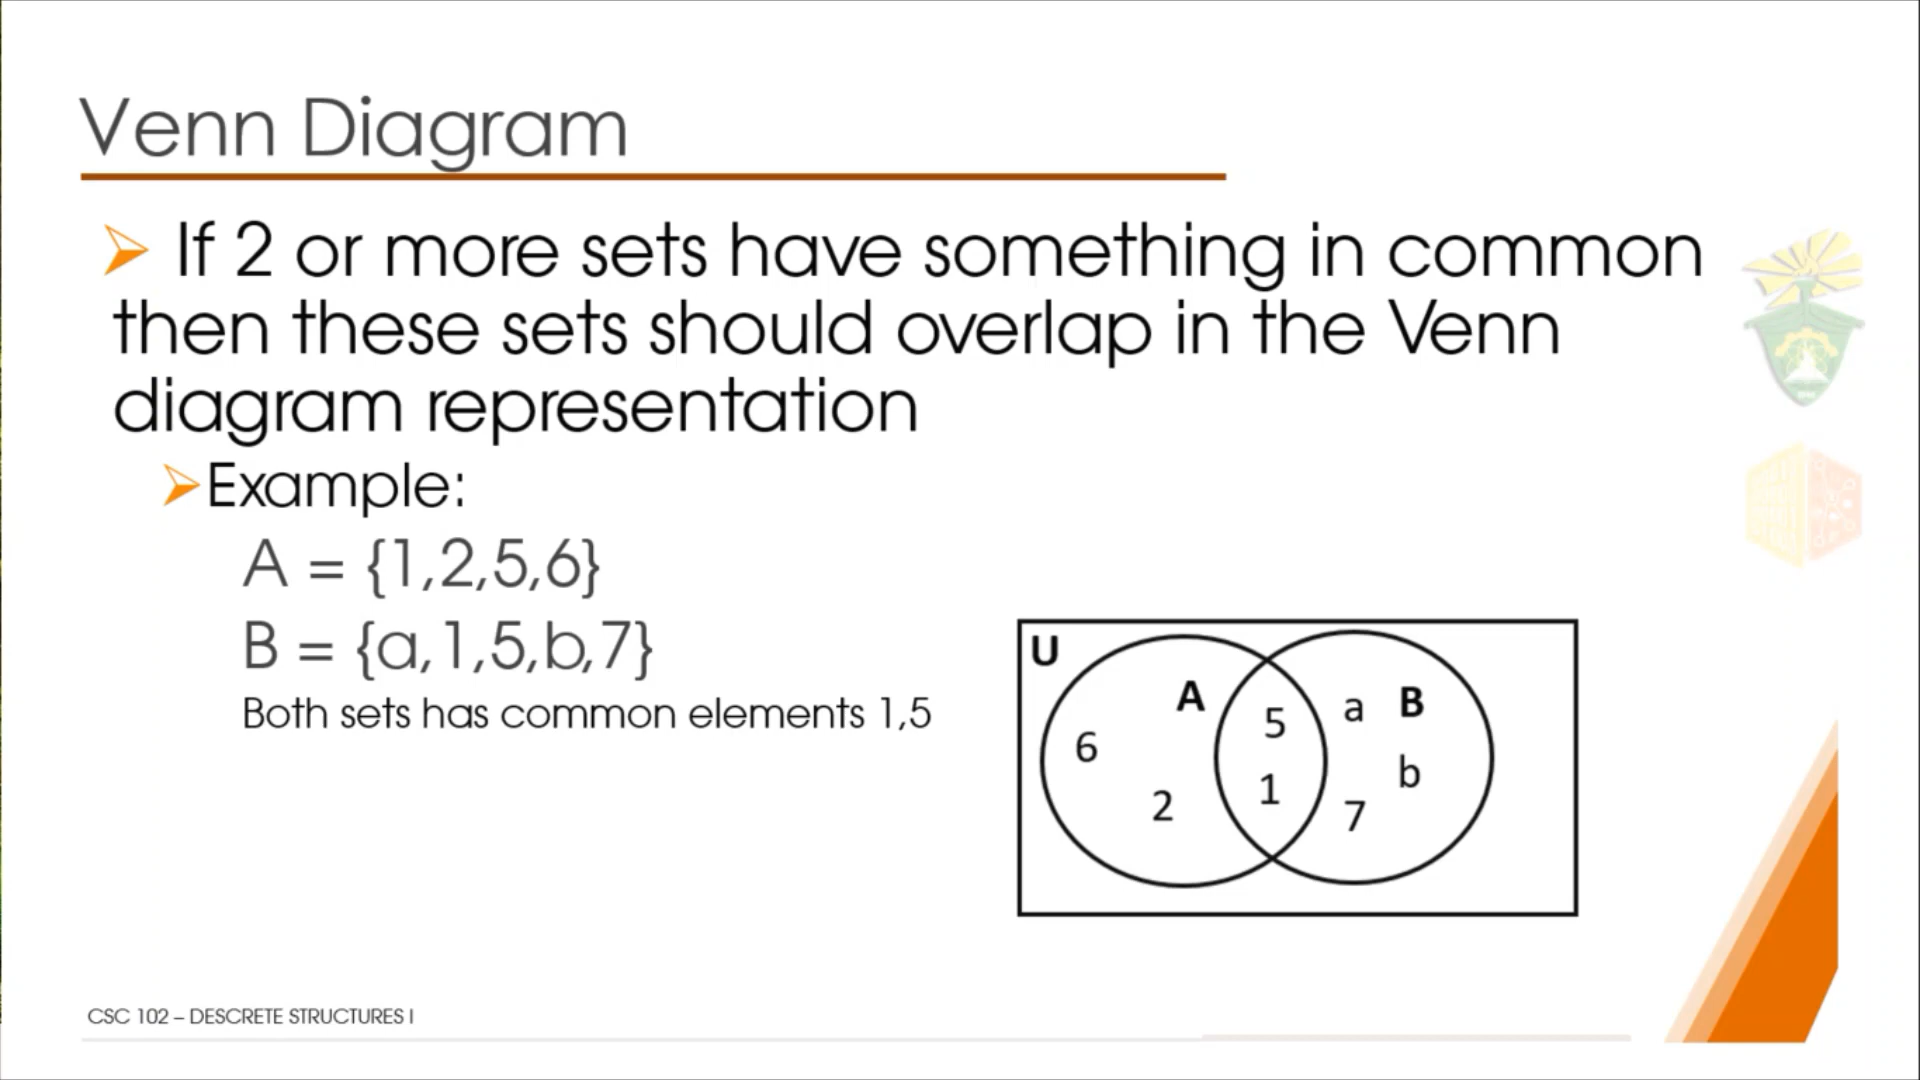 Venn Diagram
➢ If 2 or more sets have something in common
then these sets should overlap in the Venn
diagram representation
➢Example:
A = {1,2,5,6}
B = {a,1,5,b,7}
Both sets has common elements 1,5
U
A
5
a
B
6
b
1
2
7
CSC 102 – DESCRETE STRUCTURES I